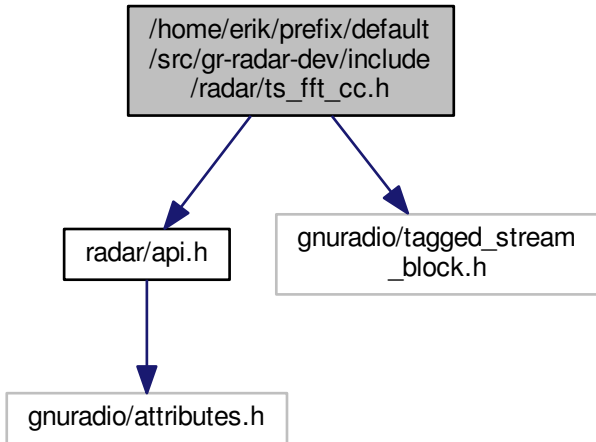 /home/erik/prefix/default
/src/gr-radar-dev/include
/radar/ts_fft_cc.h
radar/api.h
gnuradio/tagged_stream
_block.h
gnuradio/attributes.h